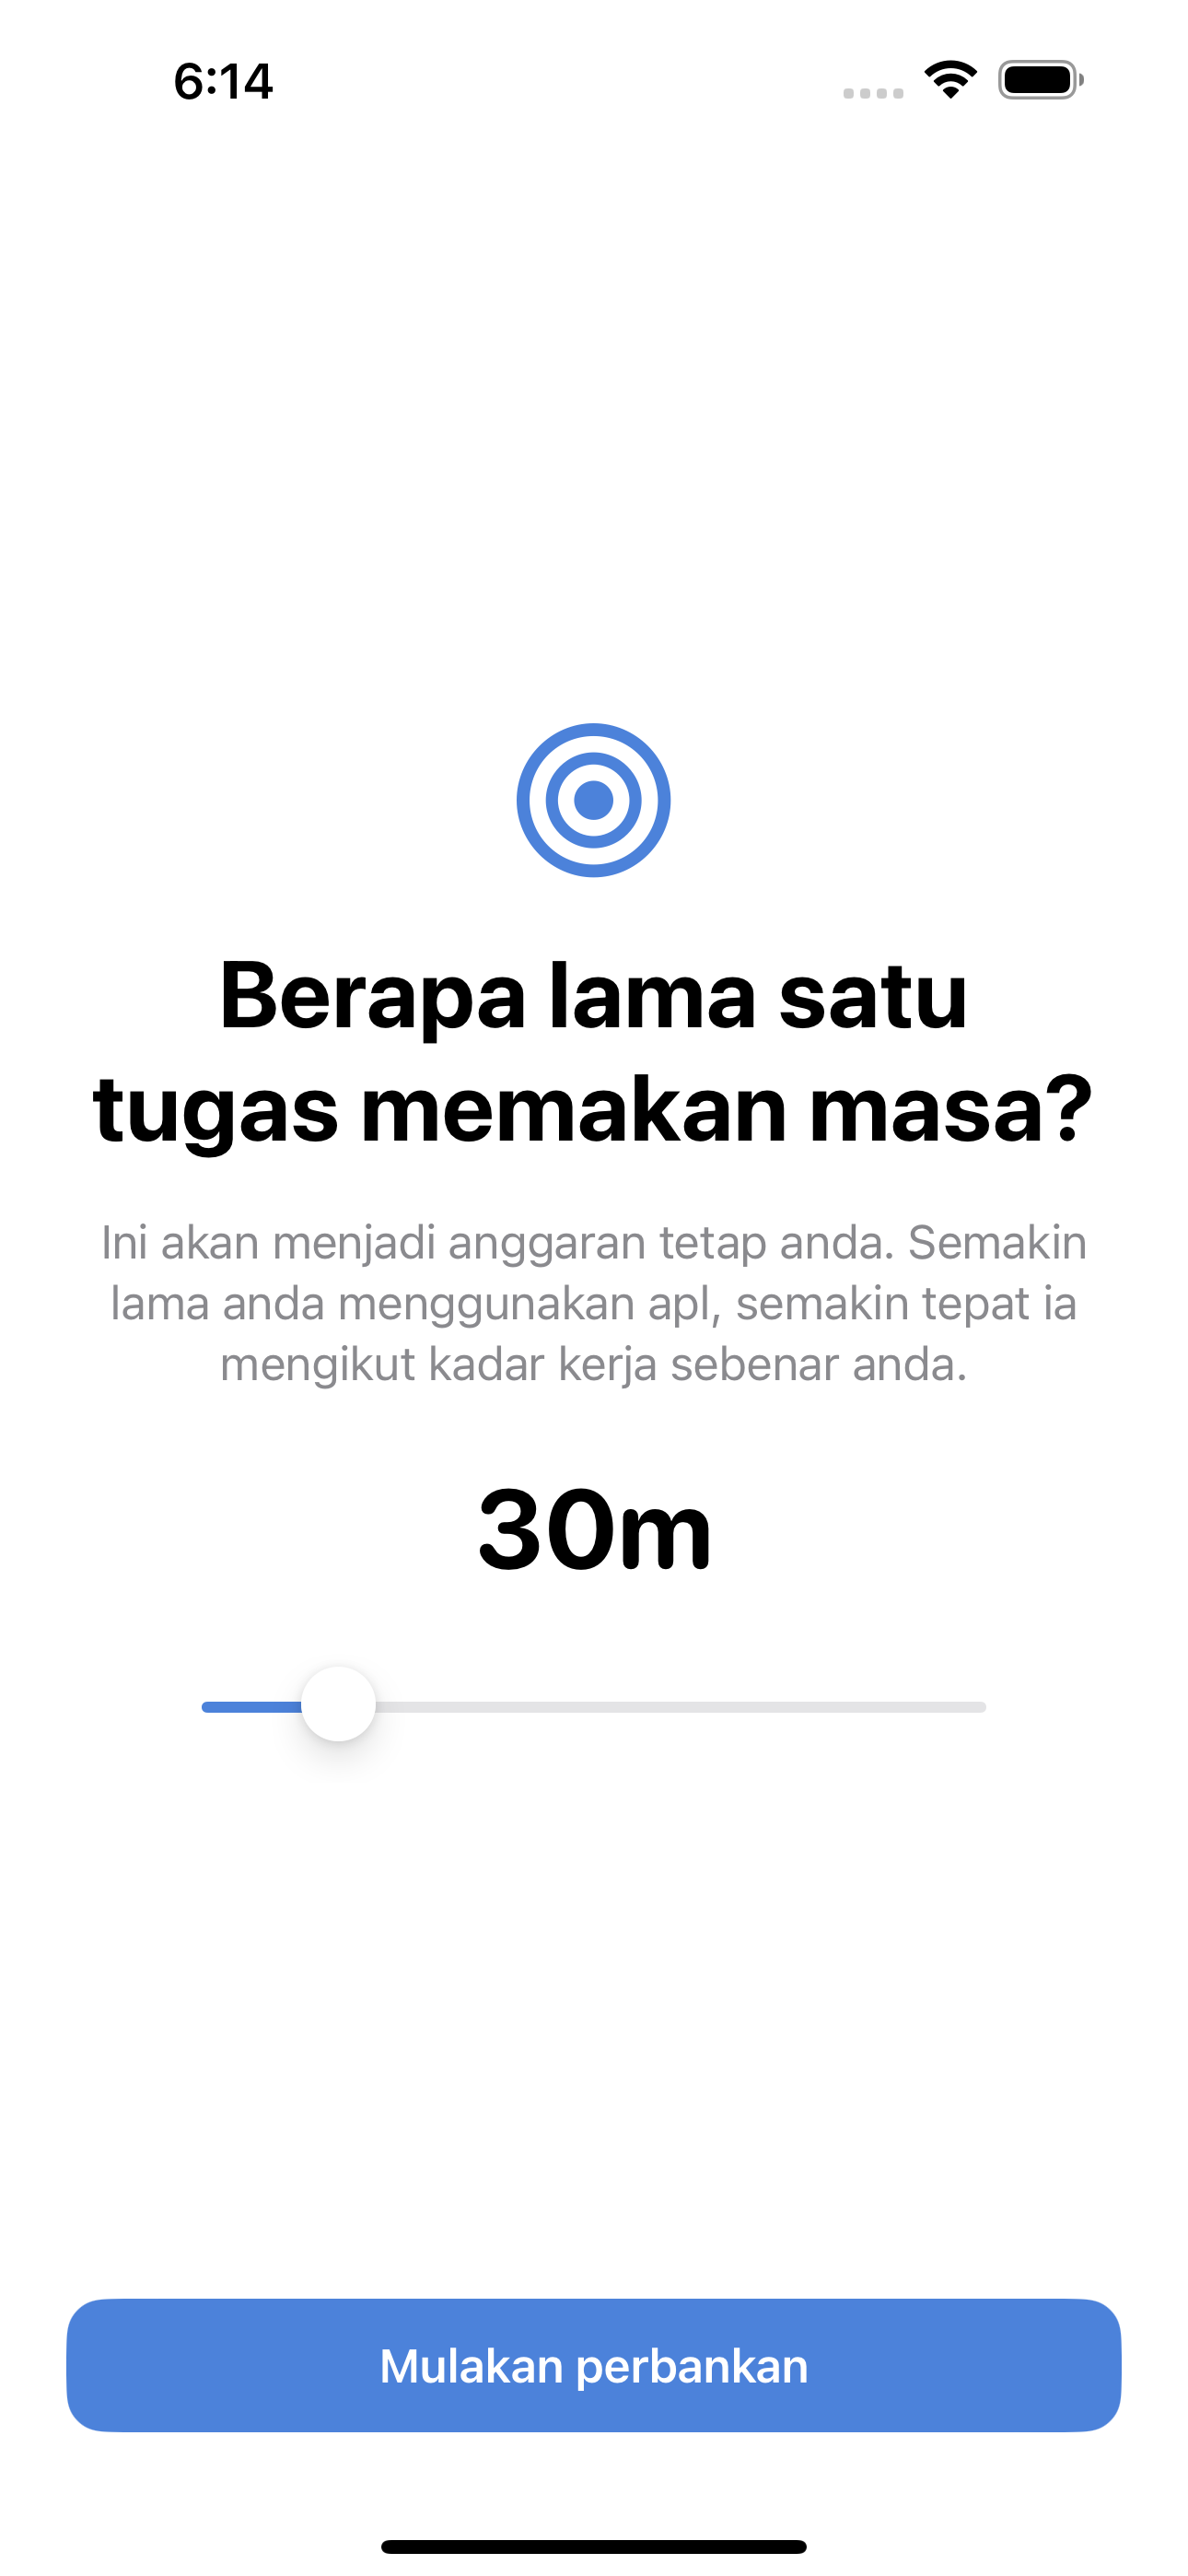 6:14
Berapa lama satu
tugas memakan masa?
Ini akan menjadi anggaran tetap anda. Semakin
lama anda menggunakan apl, semakin tepat ia
mengikut kadar kerja sebenar anda.
30m
Mulakan perbankan